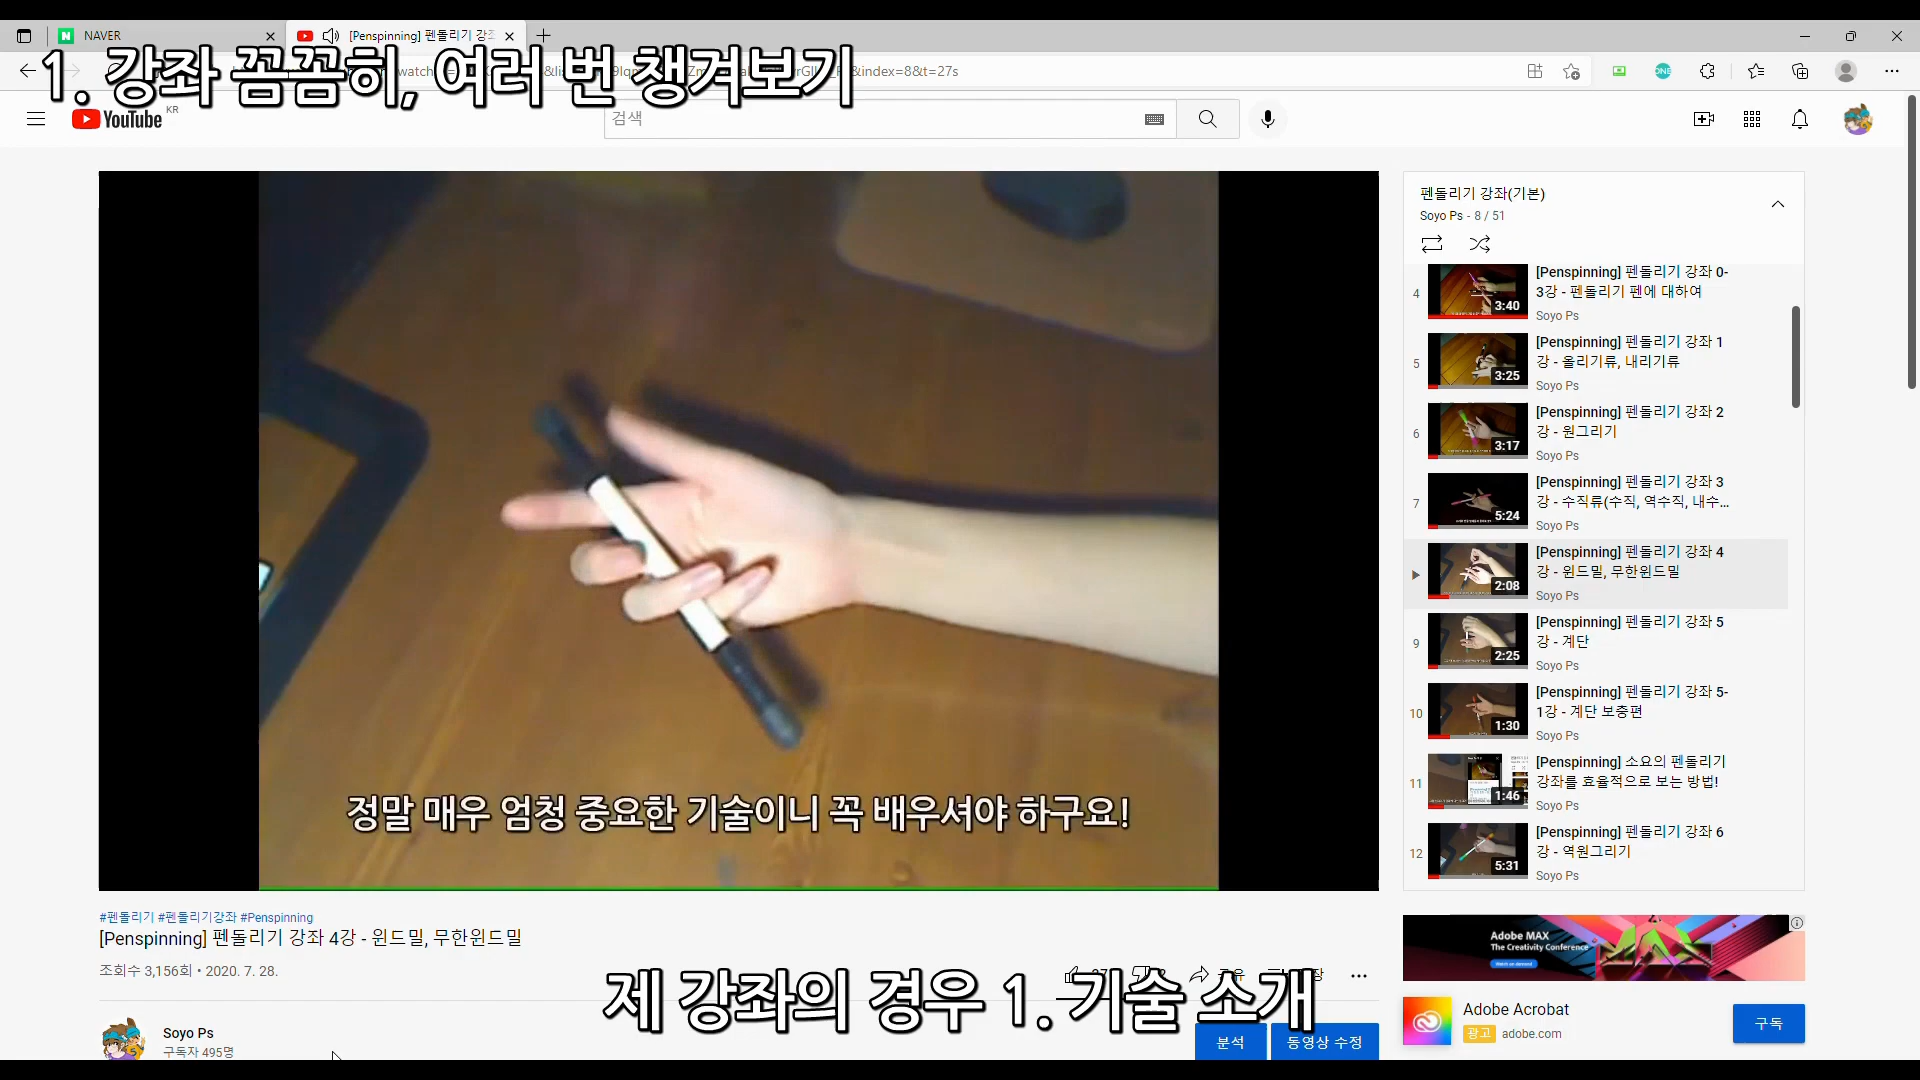 NAVER
[Penspinning] 펜돌리기 강좌
1. 강좌 꼼꼼히, 여러 번 챙겨보기
&index=8&t=27s
YouTube KR
검색
정말 매우 엄청 중요한 기술이니 꼭 배우셔야 하구요!
펜돌리기 강좌(기본)
Soyo Ps - 8 / 51
4
3:40
[Penspinning] 펜돌리기 강좌 0-
3강 - 펜돌리기 펜에 대하여
Soyo Ps
5
3:25
[Penspinning] 펜돌리기 강좌 1
강 - 올리기류, 내리기류
Soyo Ps
6
3:17
[Penspinning] 펜돌리기 강좌 2
강 - 원그리기
Soyo Ps
7
5:24
[Penspinning] 펜돌리기 강좌 3
강 - 수직류(수직, 역수직, 내수...
Soyo Ps
2:08
[Penspinning] 펜돌리기 강좌 4
강 - 윈드밀, 무한윈드밀
Soyo Ps
9
2:25
[Penspinning] 펜돌리기 강좌 5
강 - 계단
Soyo Ps
10
1:30
[Penspinning] 펜돌리기 강좌 5-
1강 - 계단 보충편
Soyo Ps
11
1:46
[Penspinning] 소요의 펜돌리기
강좌를 효율적으로 보는 방법!
Soyo Ps
12
5:31
[Penspinning] 펜돌리기 강좌 6
강 - 역원그리기
Soyo Ps
#펜돌리기 #펜돌리기강좌 #Penspinning
[Penspinning] 펜돌리기 강좌 4강 - 윈드밀, 무한윈드밀
조회수 3,156회 • 2020. 7. 28.
제 강좌의 경우 1. 기술 소개
Soyo Ps
구독자 495명
분석
동영상 수정
Adobe MAX
The Creativity Conference
Adobe Acrobat
광고 adobe.com
구독